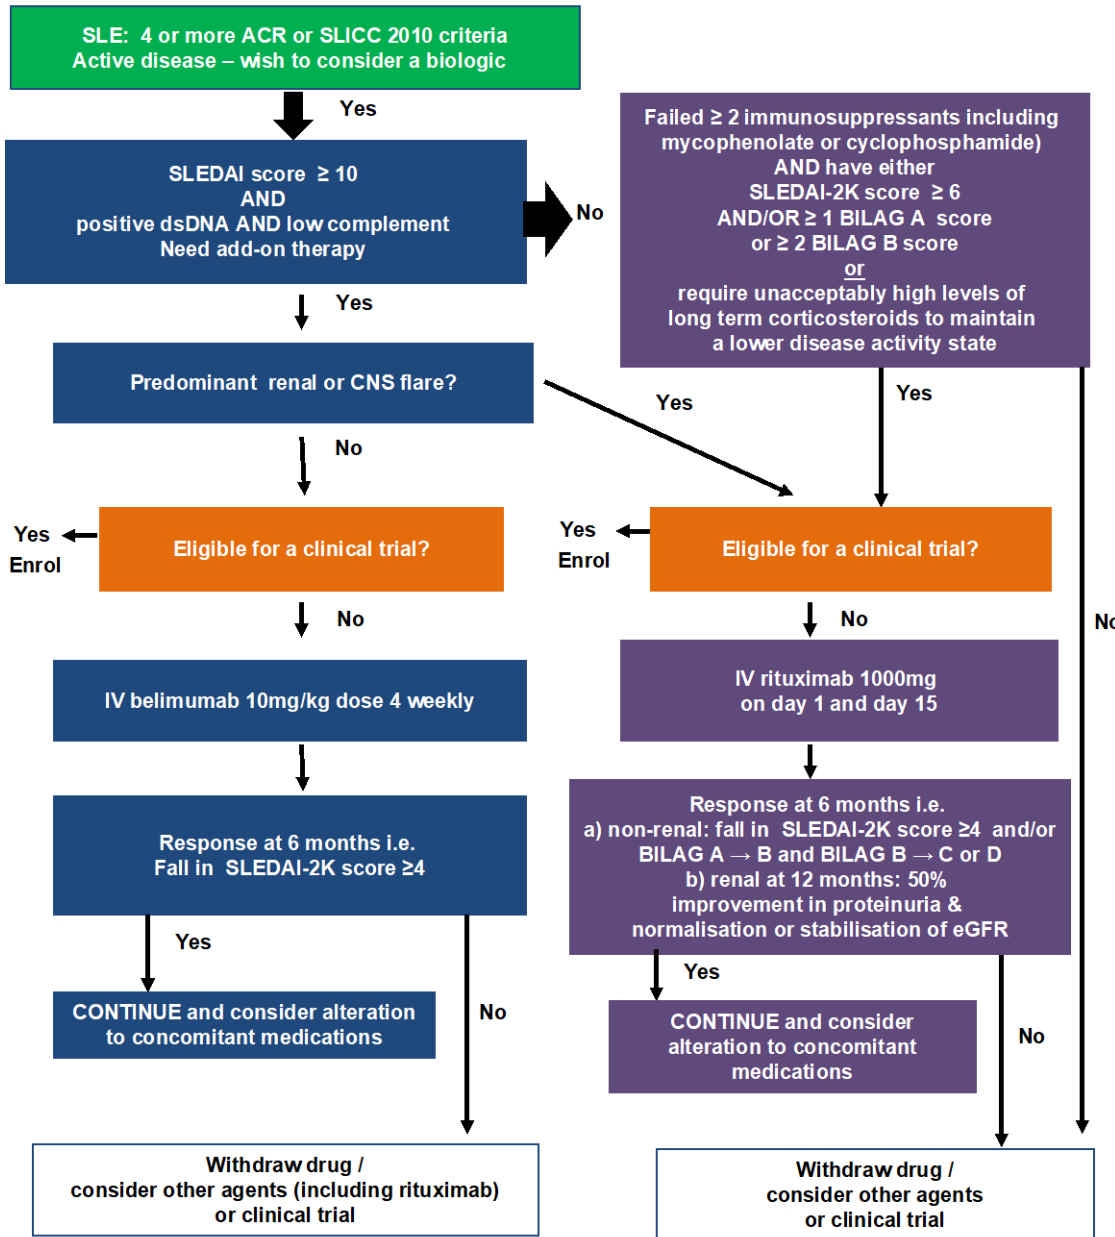 SLE:  4 or more ACR or SLICC 2010 criteria
Active disease – wish to consider a biologic
Yes
SLEDAI score ≥ 10
AND
positive dsDNA AND low complement
Need add-on therapy
No
Failed ≥ 2 immunosuppressants including
mycophenolate or cyclophosphamide)
AND have either
SLEDAI-2K score ≥ 6
AND/OR ≥ 1 BILAG A score
or ≥ 2 BILAG B score
or
require unacceptably high levels of
long term corticosteroids to maintain
a lower disease activity state
Yes
Predominant renal or CNS flare?
Yes
Yes
No
Yes
Enrol
Eligible for a clinical trial?
Yes
Enrol
Eligible for a clinical trial?
No
No
No
IV belimumab 10mg/kg dose 4 weekly
IV rituximab 1000mg
on day 1 and day 15
Response at 6 months i.e.
Fall in SLEDAI-2K score ≥4
Response at 6 months i.e.
a) non-renal: fall in SLEDAI-2K score ≥4 and/or
BILAG A → B and BILAG B → C or D
b) renal at 12 months: 50%
improvement in proteinuria &
normalisation or stabilisation of eGFR
Yes
No
Yes
No
CONTINUE and consider alteration
to concomitant medications
CONTINUE and consider
alteration to concomitant
medications
Withdraw drug /
consider other agents (including rituximab)
or clinical trial
Withdraw drug /
consider other agents
or clinical trial